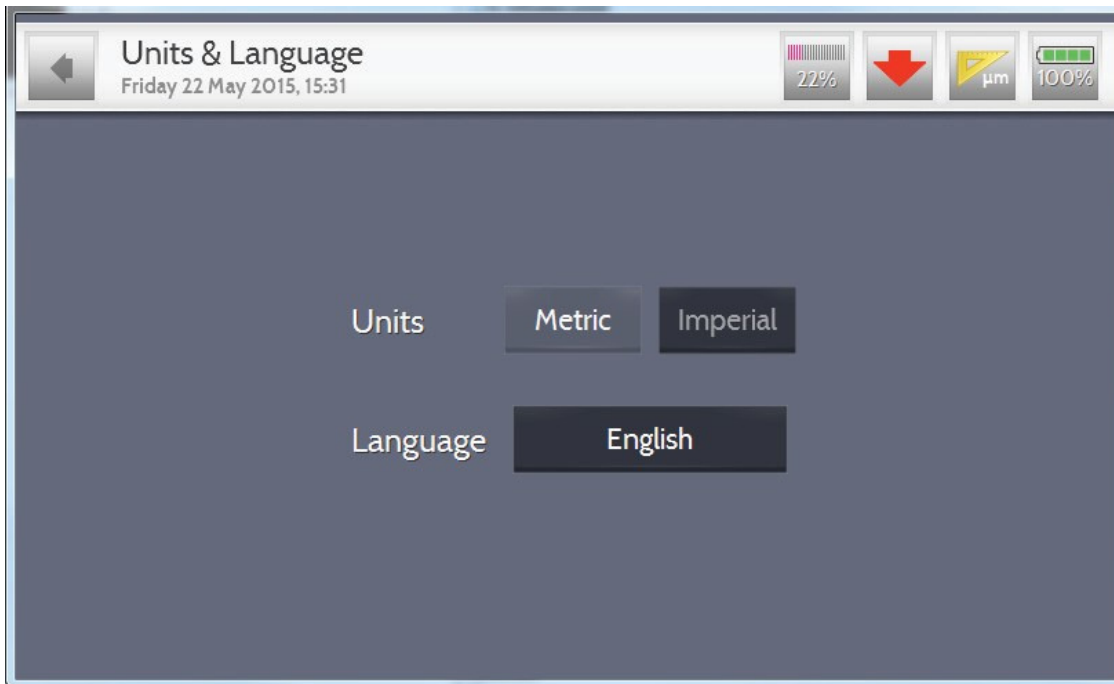 Units & Language
Friday 22 May 2015, 15:31
22%
µm
100%
Units Metric Imperial
Language English